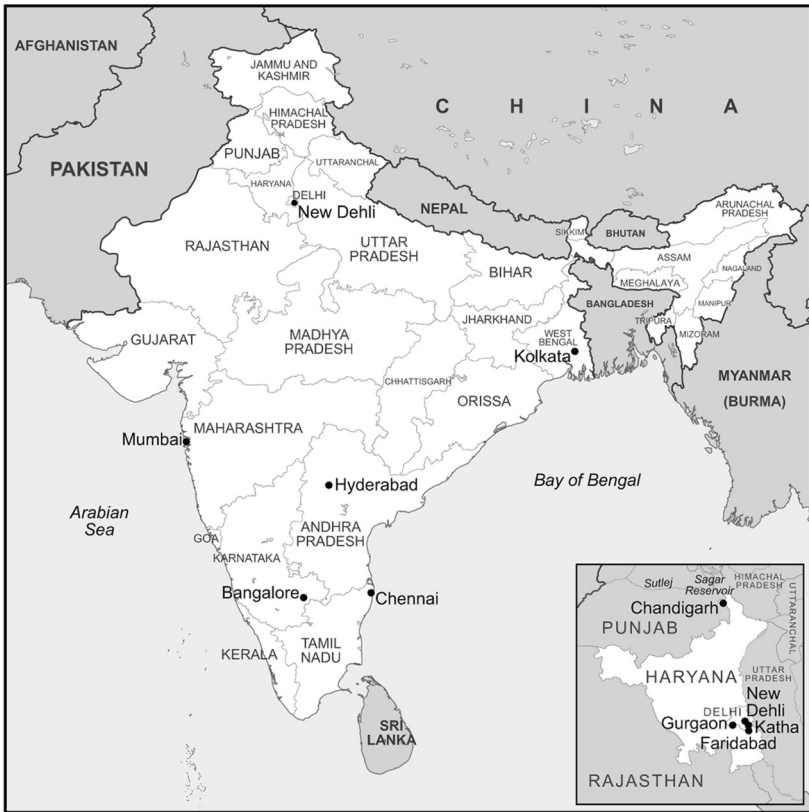 AFGHANISTAN
JAMMU AND
KASHMIR
C H I N A
HIMACHAL
PRADESH
PUNJAB
PAKISTAN
UTTARANCHAL
HARYANA
DELHI
New Dehli
NEPAL
ARUNACHAL
PRADESH
SIKKIM
BHUTAN
RAJASTHAN
UTTAR
PRADESH
BIHAR
ASSAM
NAGALAND
MEGHALAYA
BANGLADESH
MANIPUR
GUJARAT
MADHYA
PRADESH
JHARKHAND
WEST
BENGAL
TRIPURA
MIZORAM
Kolkata
CHHATTISGARH
ORISSA
MYANMAR
(BURMA)
Mumbai
MAHARASHTRA
Hyderabad
Bay of Bengal
Arabian
Sea
GOA
ANDHRA
PRADESH
KARNATAKA
Bangalore
Chennai
KERALA
TAMIL
NADU
SRI
LANKA
Sutlej
Sagar
Reservoir
HIMACHAL
PRADESH
UTTARANCHAL
Chandigarh
PUNJAB
HARYANA
UTTAR
PRADESH
New
Dehli
DELHI
Gurgaon
Katha
Faridabad
RAJASTHAN